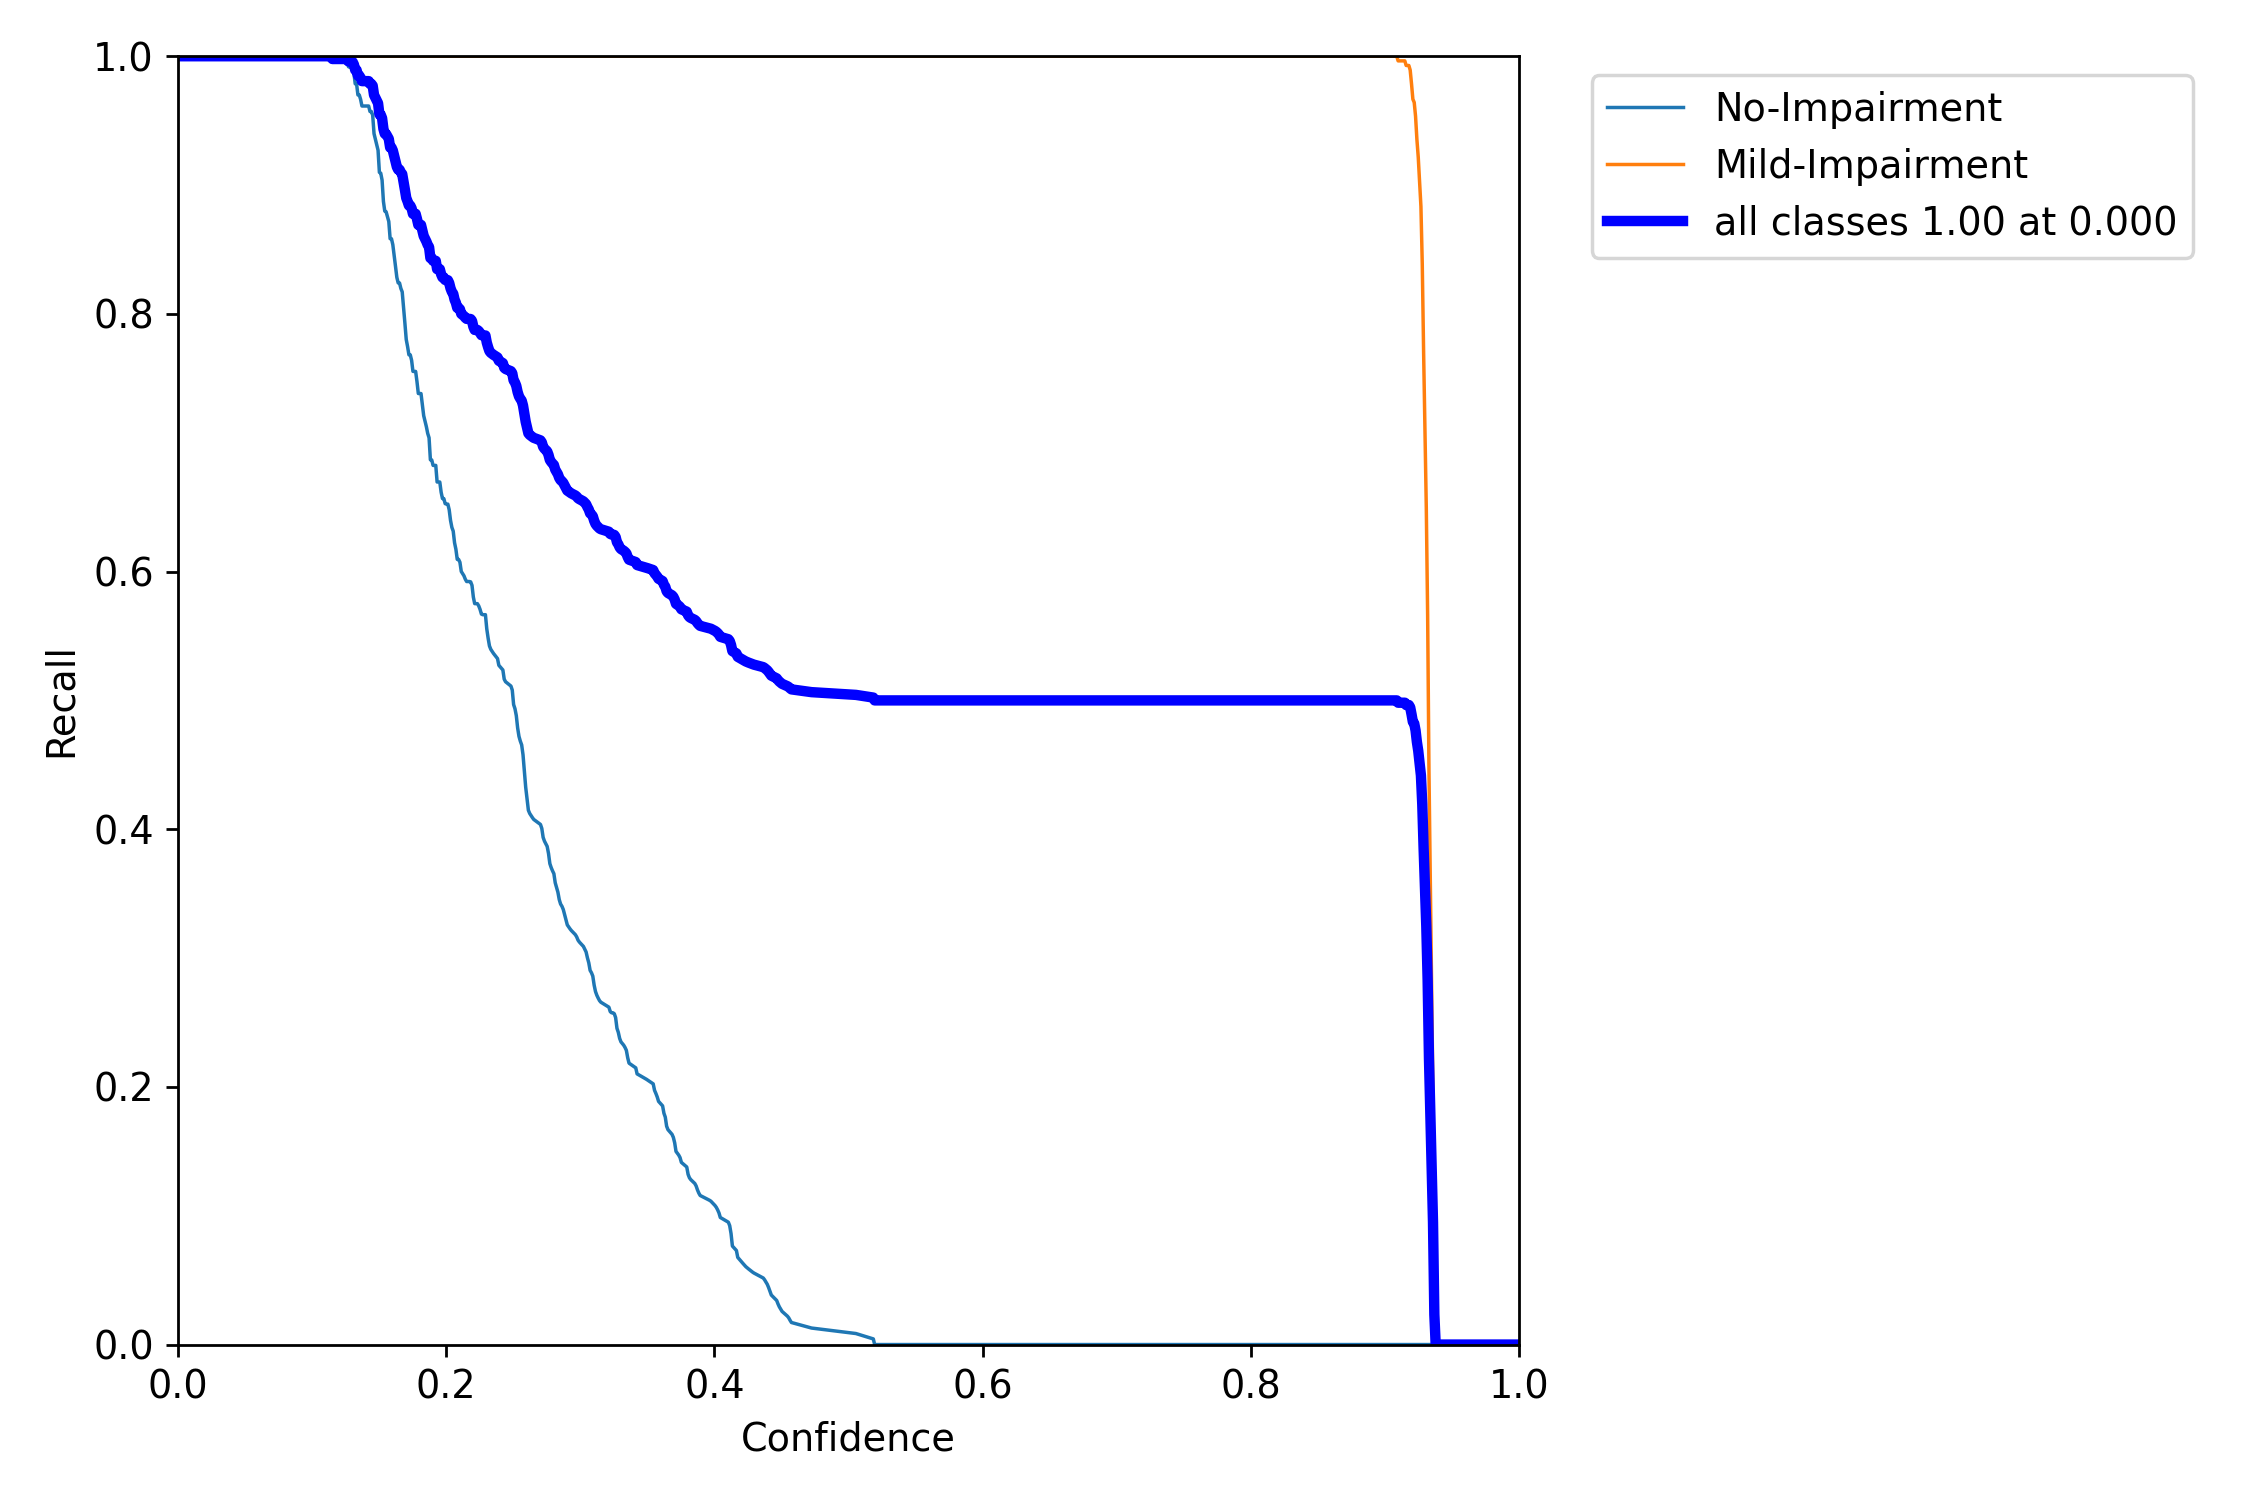 1.0
0.8
0.6
0.4
0.2
0.0
Recall
0.0 0.2 0.4 0.6 0.8 1.0
Confidence
No-Impairment
Mild-Impairment
all classes 1.00 at 0.000